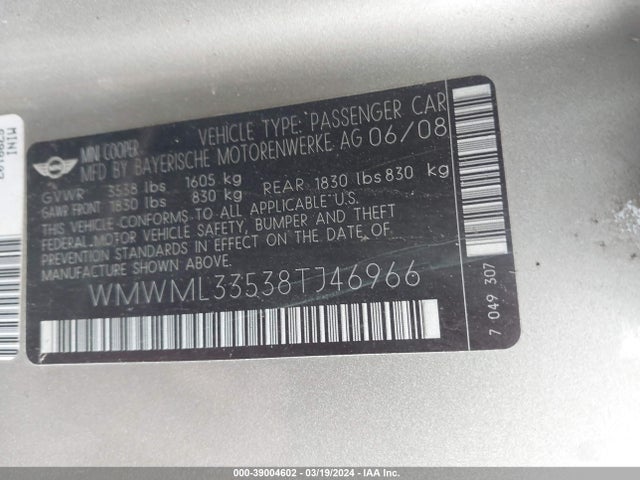 MINI COOPER VEHICLE TYPE: PASSENGER CAR
MFD BY BAYERISCHE MOTORENWERKE AG 06/08
GVWR 3538 lbs 1605 kg
GAWR FRONT 1830 lbs 830 kg REAR 1830 lbs 830 kg
THIS VEHICLE CONFORMS TO ALL APPLICABLE U.S.
FEDERAL MOTOR VEHICLE SAFETY, BUMPER AND THEFT
PREVENTION STANDARDS IN EFFECT ON THE DATE OF
MANUFACTURE SHOWN ABOVE.
WMWML33538TJ46966
7 049 307
MINI
000-39004602 / 03/19/2024 — IAA Inc.